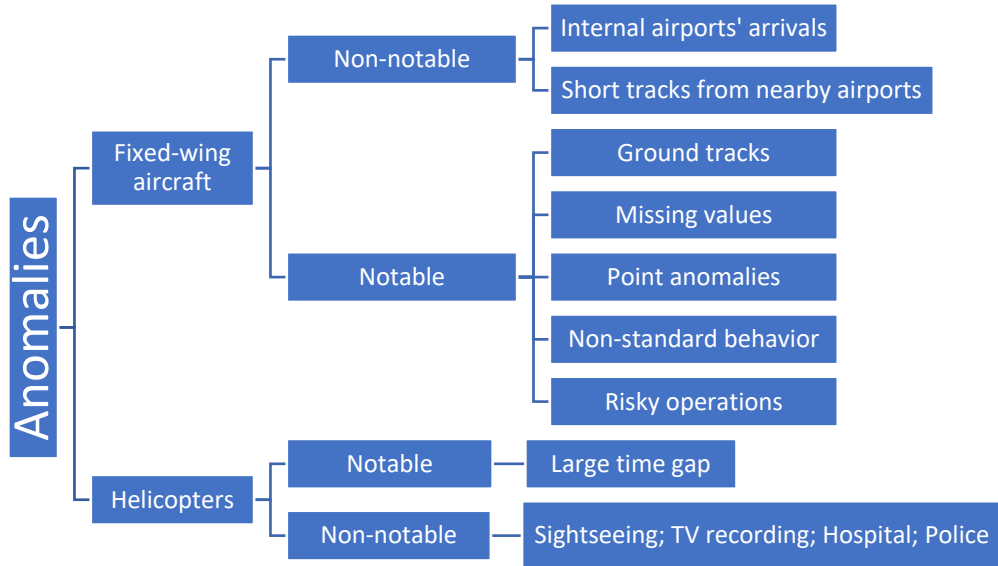 Anomalies
Fixed-wing
aircraft
Non-notable
Internal airports' arrivals
Short tracks from nearby airports
Notable
Ground tracks
Missing values
Point anomalies
Non-standard behavior
Risky operations
Helicopters
Notable
Large time gap
Non-notable
Sightseeing; TV recording; Hospital; Police